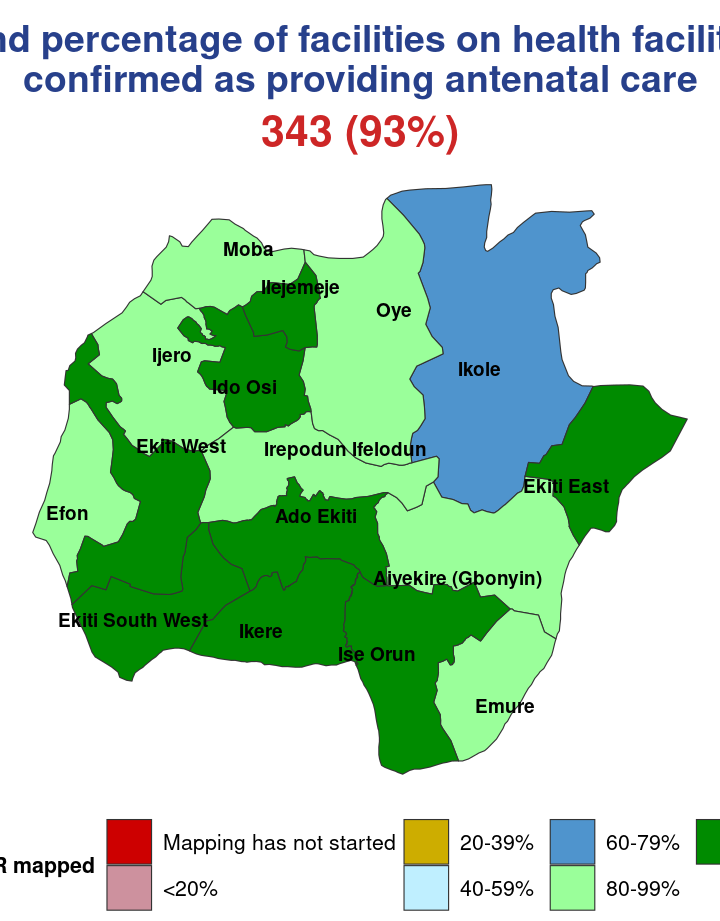 nd percentage of facilities on health facilit
confirmed as providing antenatal care
343 (93%)
Moba
Ilejemeje
Oye
Ijero
Ikole
Ido Osi
Ekiti West
Irepodun Ifelodun
Ekiti East
Efon
Ado Ekiti
Aiyekire (Gbonyin)
Ekiti South West
Ikere
Ise Orun
Emure
Mapping has not started
20-39%
60-79%
R mapped
<20%
40-59%
80-99%